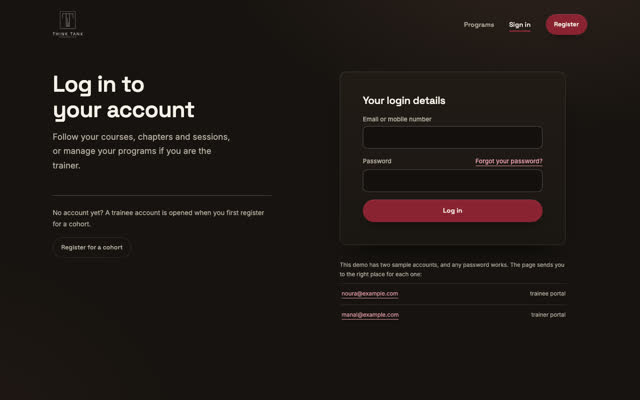 THINK TANK
Programs
Sign in
Register
Log in to
your account
Follow your courses, chapters and sessions,
or manage your programs if you are the
trainer.
No account yet? A trainee account is opened when you first register
for a cohort.
Register for a cohort
Your login details
Email or mobile number
Password
Forgot your password?
Log in
This demo has two sample accounts, and any password works. The page sends you
to the right place for each one:
noura@example.com
trainee portal
manal@example.com
trainer portal